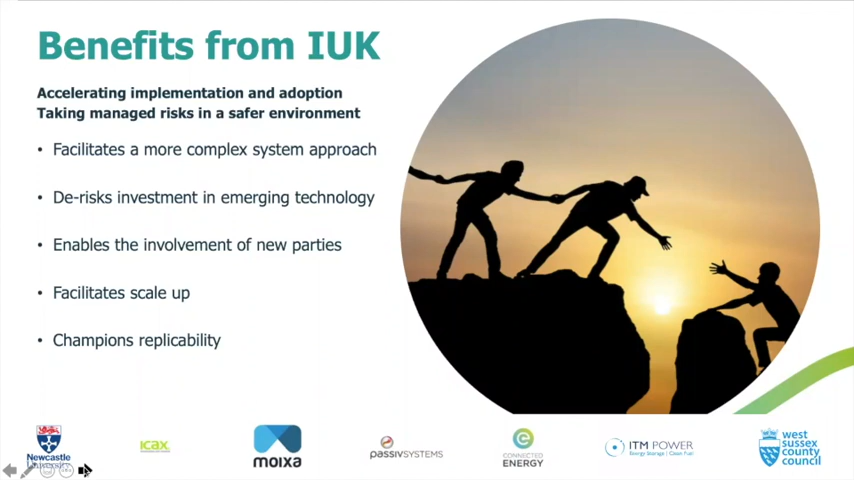 Benefits from IUK
Accelerating implementation and adoption
Taking managed risks in a safer environment
• Facilitates a more complex system approach
• De-risks investment in emerging technology
• Enables the involvement of new parties
• Facilitates scale up
• Champions replicability
Newcastle
University
icax
moixa
passivsystems
CONNECTED
ENERGY
ITM POWER
Energy Storage | Clean Fuel
west
sussex
county
council